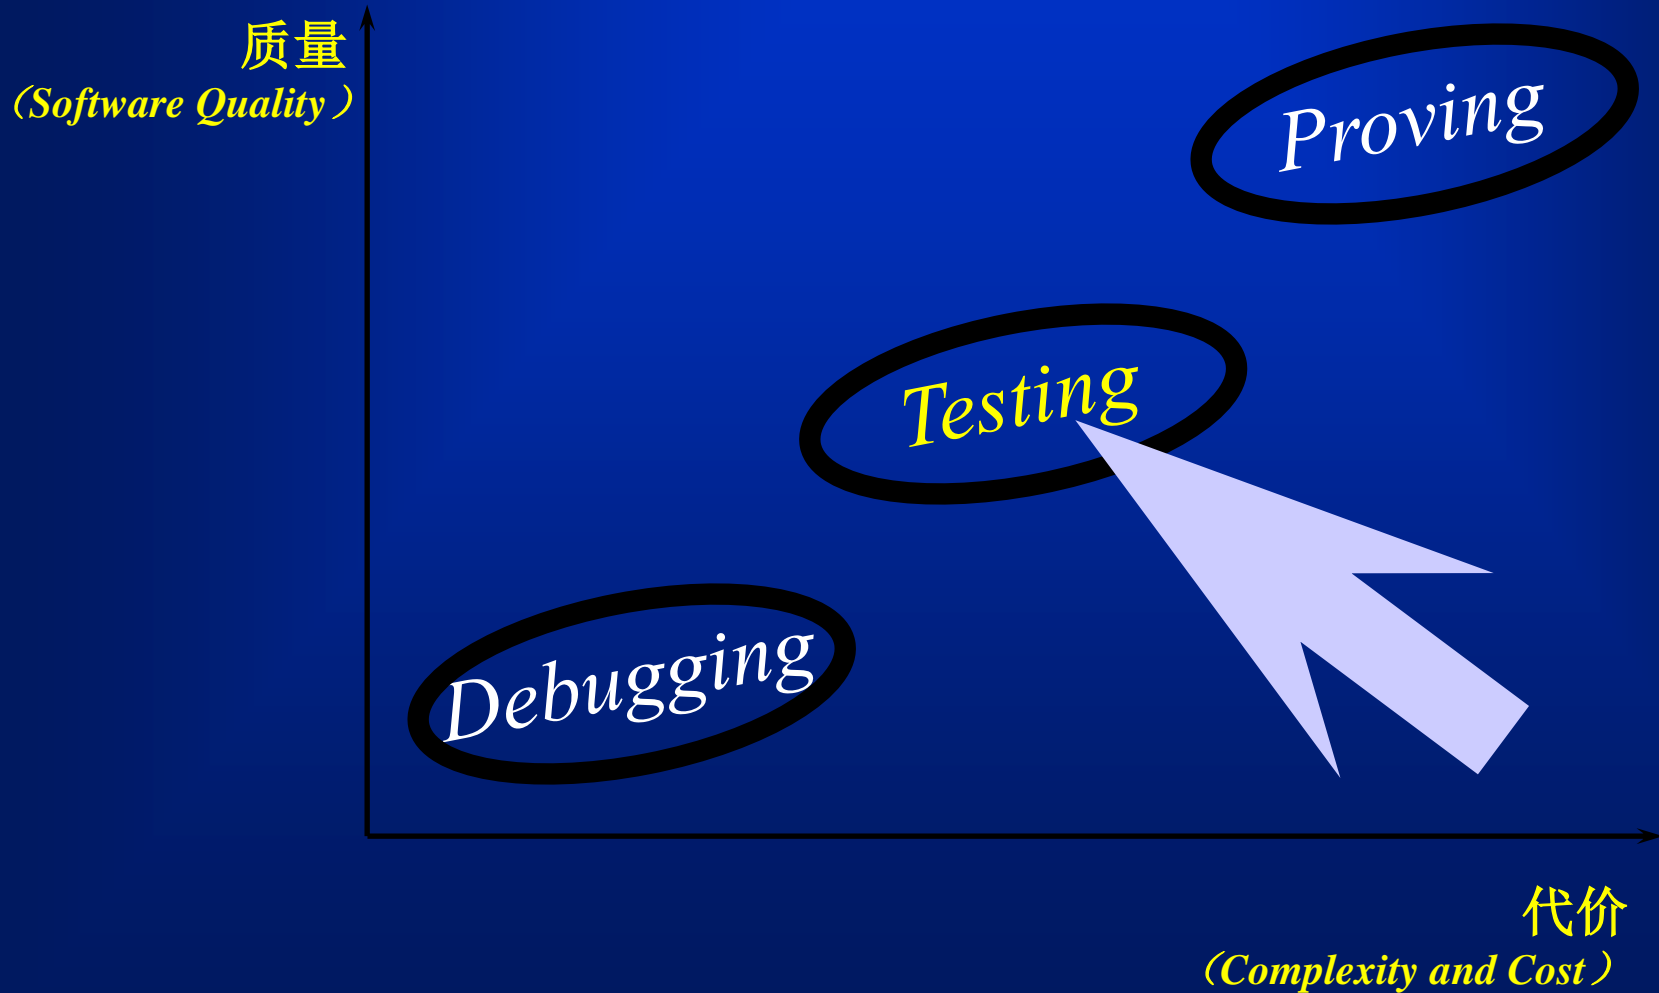 质量
（Software Quality）
Proving
Testing
Debugging
代价
（Complexity and Cost）